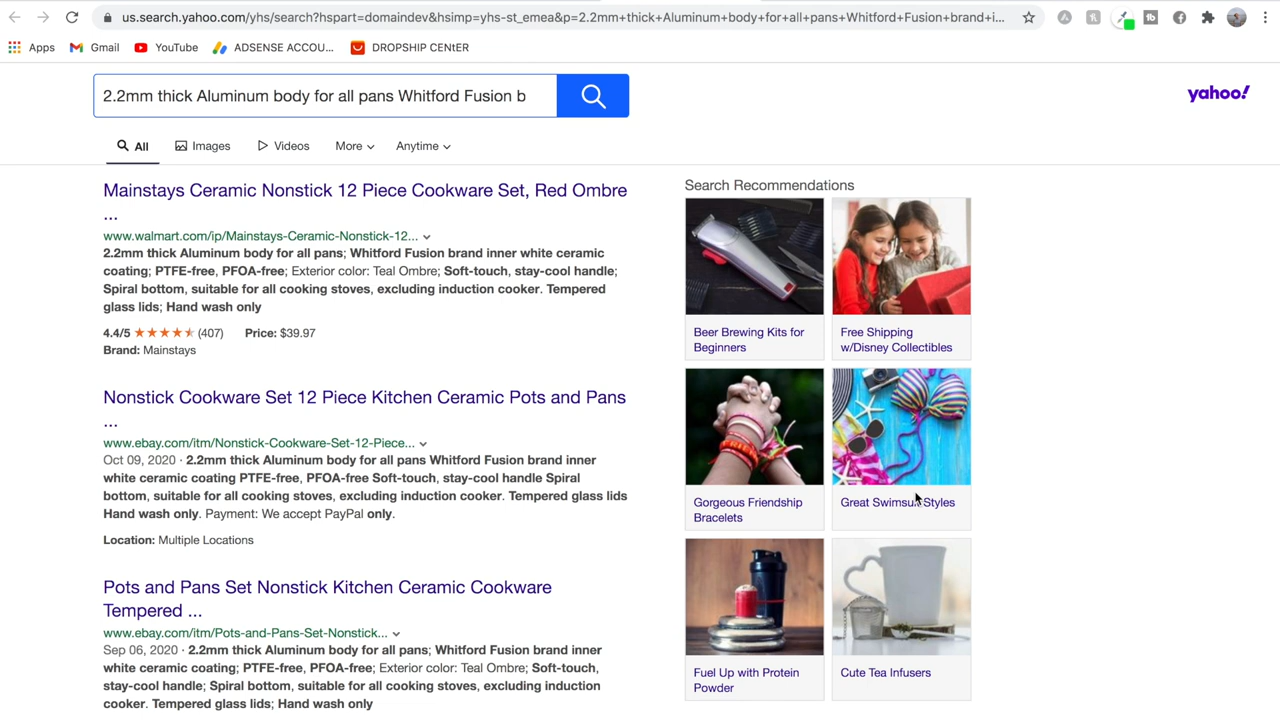 us.search.yahoo.com/yhs/search?hspart=domaindev&hsimp=yhs-st_emea&p=2.2mm+thick+Aluminum+body+for+all+pans+Whitford+Fusion+brand+i...
Apps Gmail YouTube ADSENSE ACCOU... DROPSHIP CENtER
2.2mm thick Aluminum body for all pans Whitford Fusion b
yahoo!
All Images Videos More Anytime
Mainstays Ceramic Nonstick 12 Piece Cookware Set, Red Ombre
...
www.walmart.com/ip/Mainstays-Ceramic-Nonstick-12...
2.2mm thick Aluminum body for all pans; Whitford Fusion brand inner white ceramic
coating; PTFE-free, PFOA-free; Exterior color: Teal Ombre; Soft-touch, stay-cool handle;
Spiral bottom, suitable for all cooking stoves, excluding induction cooker. Tempered
glass lids; Hand wash only
4.4/5 (407) Price: $39.97
Brand: Mainstays
Nonstick Cookware Set 12 Piece Kitchen Ceramic Pots and Pans
...
www.ebay.com/itm/Nonstick-Cookware-Set-12-Piece...
Oct 09, 2020 · 2.2mm thick Aluminum body for all pans Whitford Fusion brand inner
white ceramic coating PTFE-free, PFOA-free Soft-touch, stay-cool handle Spiral
bottom, suitable for all cooking stoves, excluding induction cooker. Tempered glass lids
Hand wash only. Payment: We accept PayPal only.
Location: Multiple Locations
Pots and Pans Set Nonstick Kitchen Ceramic Cookware
Tempered ...
www.ebay.com/itm/Pots-and-Pans-Set-Nonstick...
Sep 06, 2020 · 2.2mm thick Aluminum body for all pans; Whitford Fusion brand inner
white ceramic coating; PTFE-free, PFOA-free; Exterior color: Teal Ombre; Soft-touch,
stay-cool handle; Spiral bottom, suitable for all cooking stoves, excluding induction
cooker. Tempered glass lids; Hand wash only
Search Recommendations
Beer Brewing Kits for
Beginners
Free Shipping
w/Disney Collectibles
Gorgeous Friendship
Bracelets
Great Swimsuit Styles
Fuel Up with Protein
Powder
Cute Tea Infusers